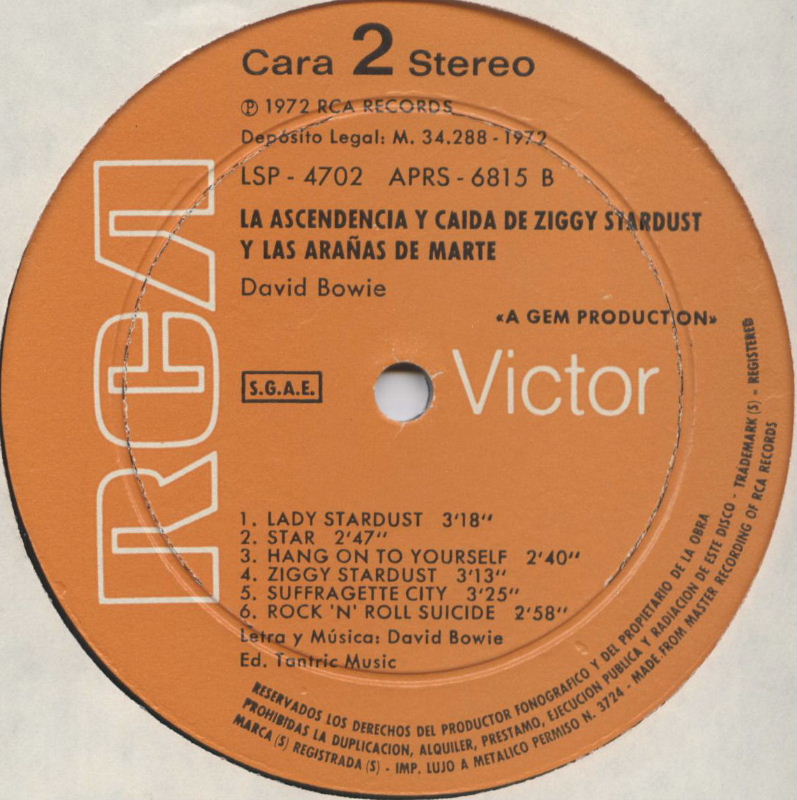 Cara 2 Stereo
℗ 1972 RCA RECORDS
Depósito Legal: M. 34.288 - 1972
LSP - 4702 APRS - 6815 B
LA ASCENDENCIA Y CAIDA DE ZIGGY STARDUST
Y LAS ARAÑAS DE MARTE
David Bowie
«A GEM PRODUCTION»
RCA
S.G.A.E.
Victor
1. LADY STARDUST 3'18"
2. STAR 2'47"
3. HANG ON TO YOURSELF 2'40"
4. ZIGGY STARDUST 3'13"
5. SUFFRAGETTE CITY 3'25"
6. ROCK 'N' ROLL SUICIDE 2'58"
Letra y Música: David Bowie
Ed. Tantric Music
RESERVADOS LOS DERECHOS DEL PRODUCTOR FONOGRAFICO Y DEL PROPIETARIO DE LA OBRA
PROHIBIDAS LA DUPLICACION, ALQUILER, PRESTAMO, EJECUCION PUBLICA Y RADIACION DE ESTE DISCO - TRADEMARK (S) - REGISTERED
MARCA (S) REGISTRADA (S) - IMP. LUJO A METALICO PERMISO N. 3724 - MADE FROM MASTER RECORDING OF RCA RECORDS